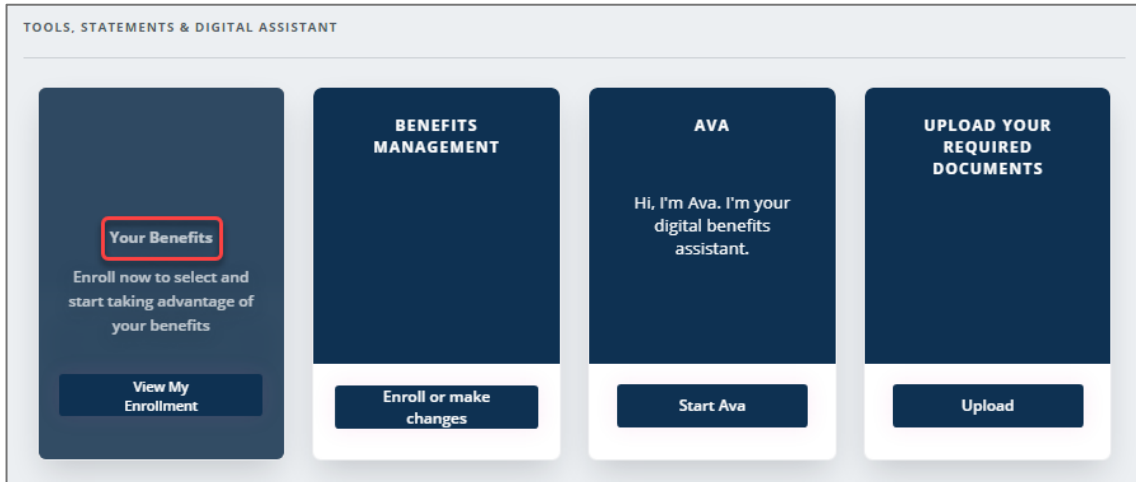 TOOLS, STATEMENTS & DIGITAL ASSISTANT
Your Benefits
Enroll now to select and
start taking advantage of
your benefits
View My
Enrollment
BENEFITS
MANAGEMENT
Enroll or make
changes
AVA
Hi, I'm Ava. I'm your
digital benefits
assistant.
Start Ava
UPLOAD YOUR
REQUIRED
DOCUMENTS
Upload